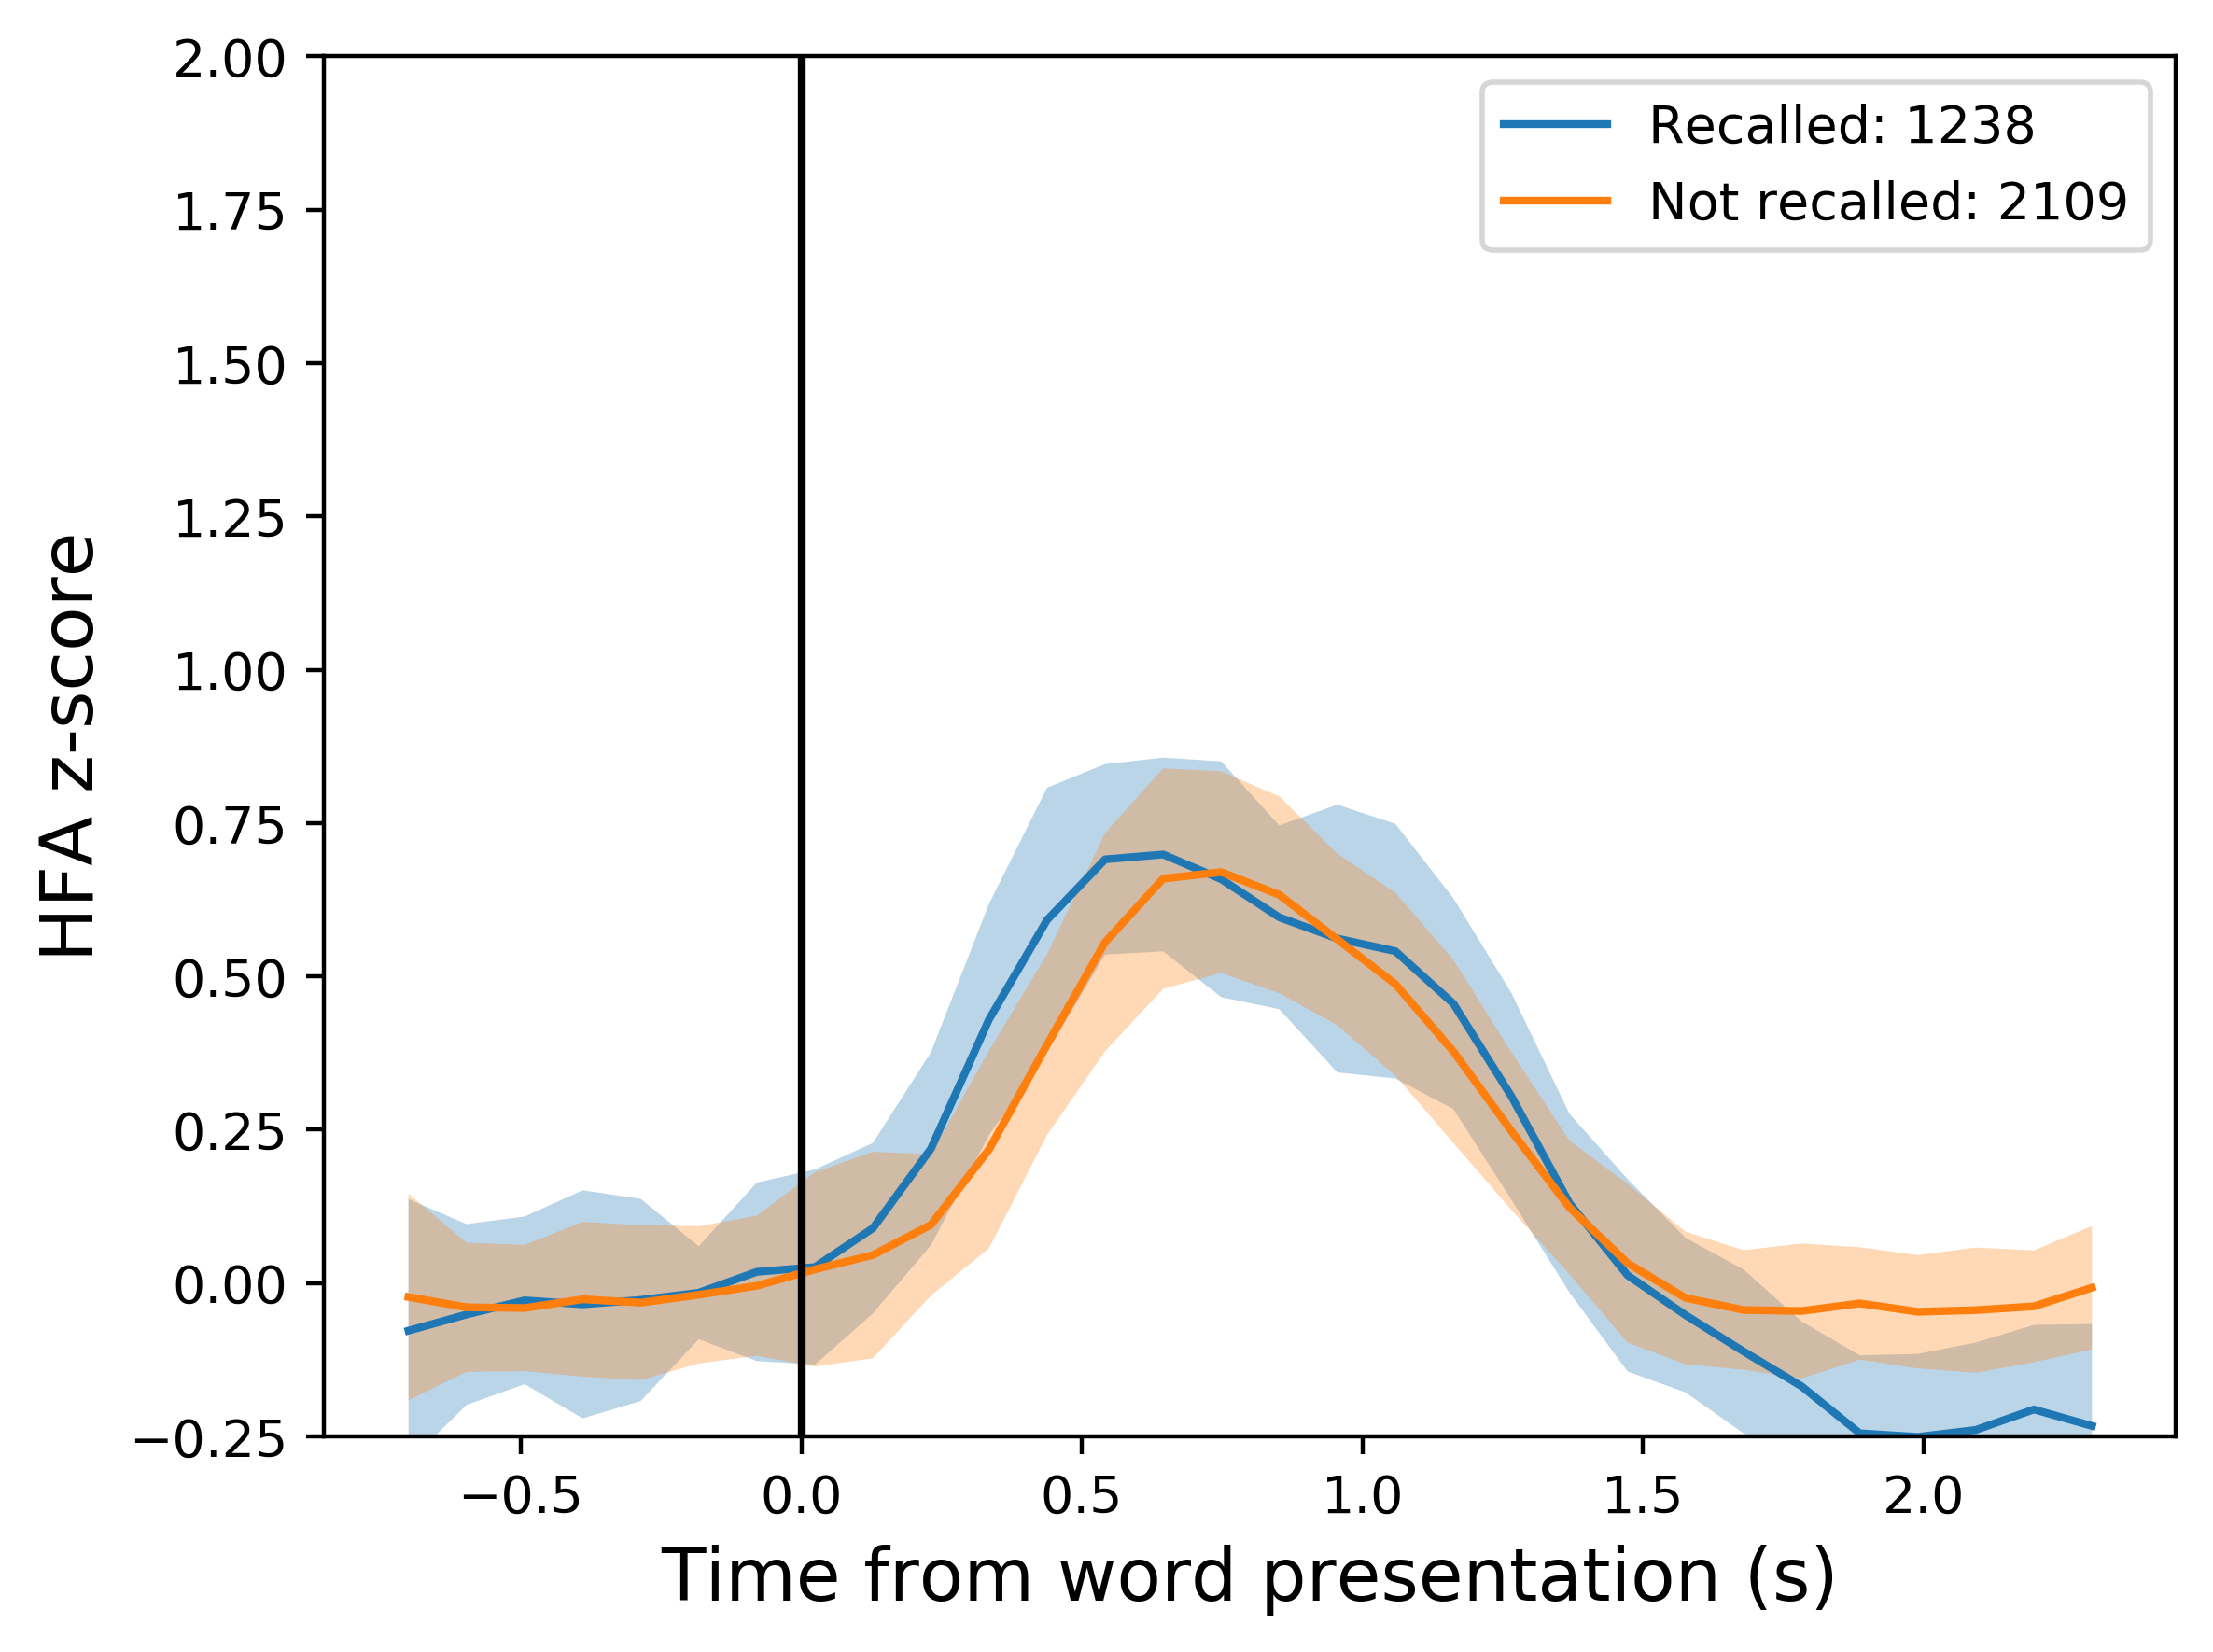 2.00
1.75
1.50
1.25
1.00
0.75
0.50
0.25
0.00
−0.25
HFA z-score
Recalled: 1238
Not recalled: 2109
−0.5 0.0 0.5 1.0 1.5 2.0
Time from word presentation (s)